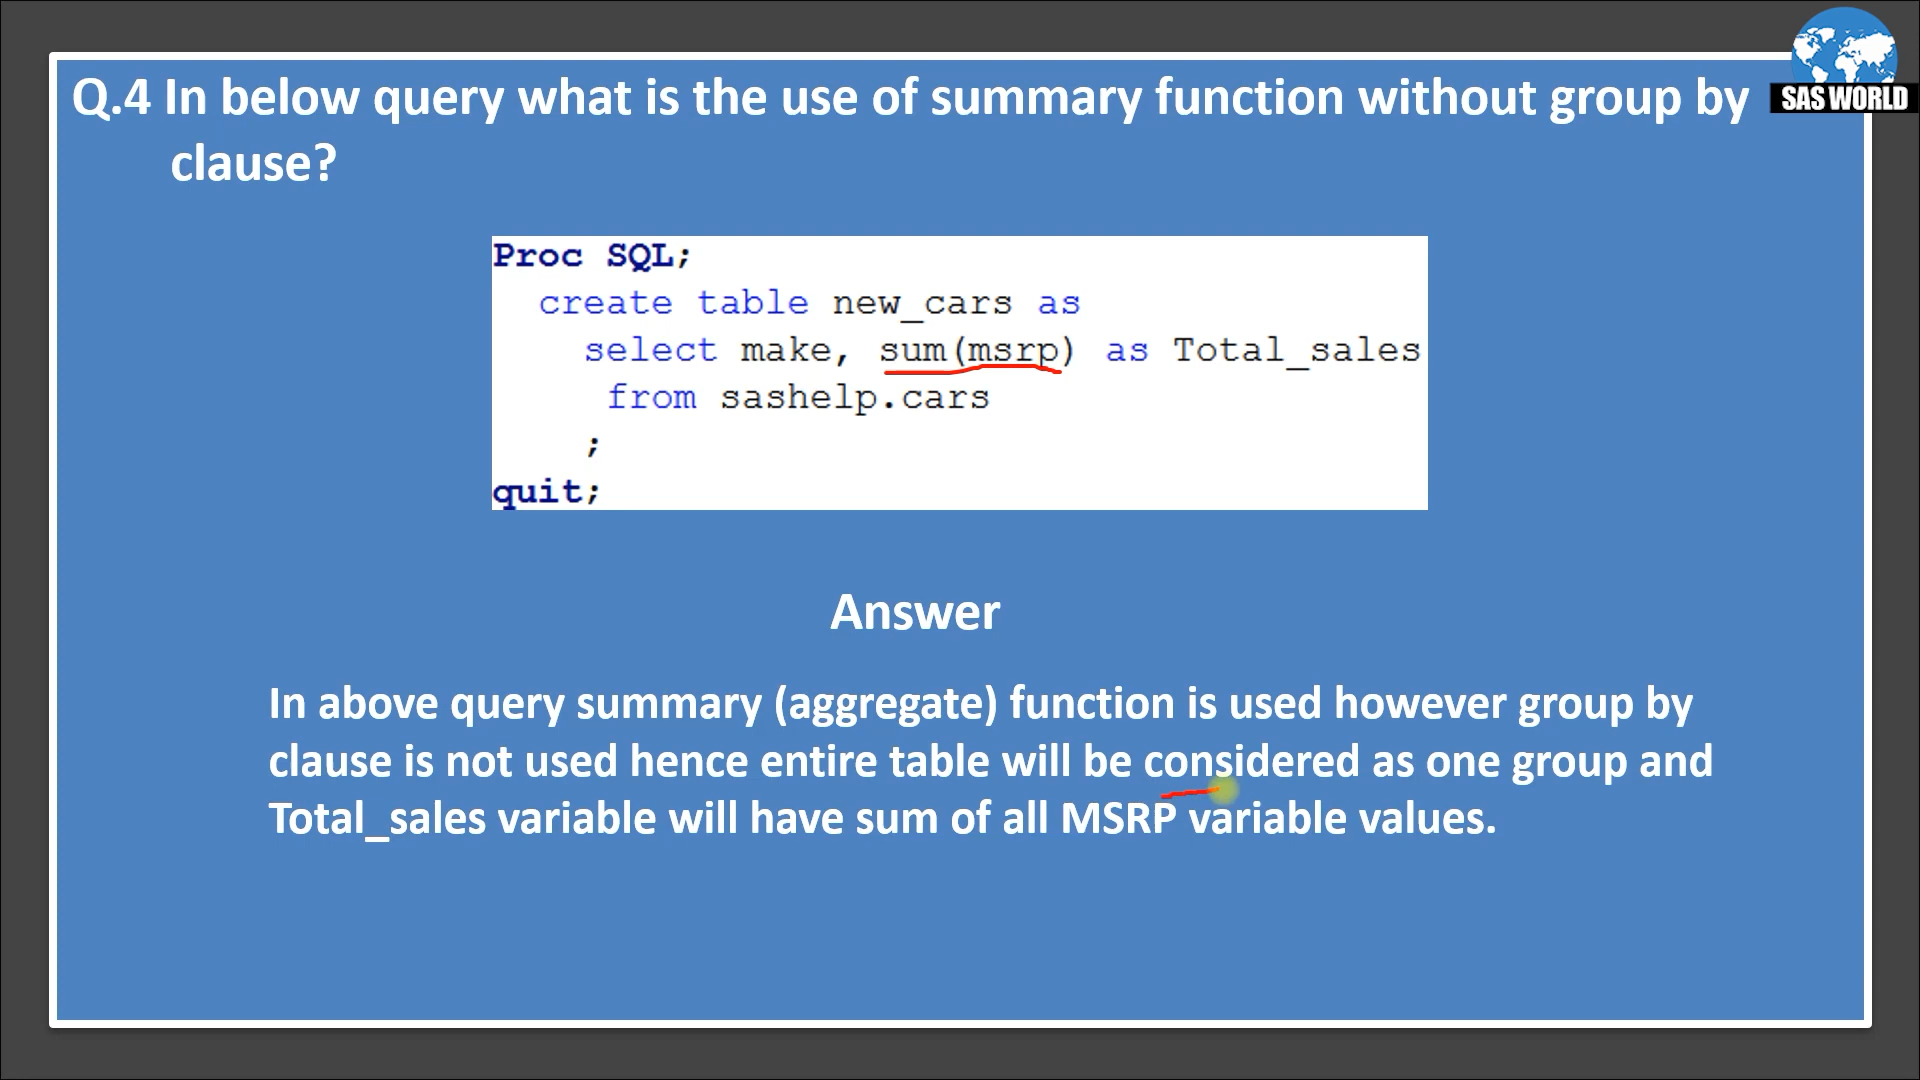 SAS WORLD
Q.4 In below query what is the use of summary function without group by
clause?
Proc SQL;
create table new_cars as
select make, sum(msrp) as Total_sales
from sashelp.cars
;
quit;
Answer
In above query summary (aggregate) function is used however group by
clause is not used hence entire table will be considered as one group and
Total_sales variable will have sum of all MSRP variable values.